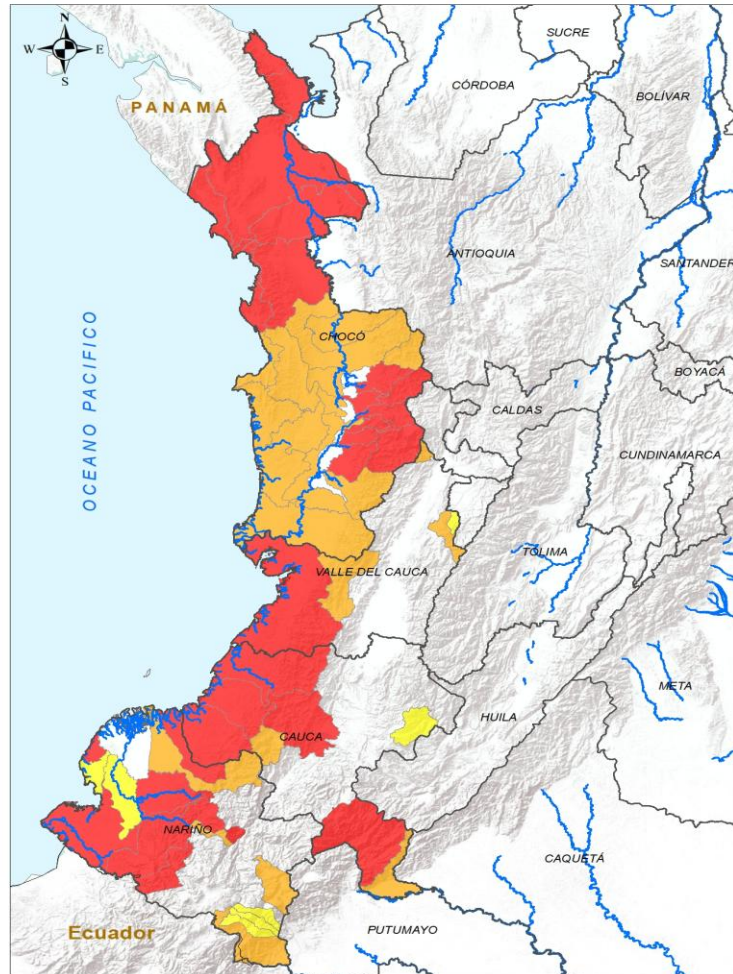 N
W E
S
SUCRE
CÓRDOBA
BOLÍVAR
PANAMÁ
ANTIOQUIA
SANTANDER
OCEANO PACIFICO
CHOCÓ
BOYACÁ
CALDAS
CUNDINAMARCA
TOLIMA
VALLE DEL CAUCA
META
HUILA
CAUCA
NARIÑO
CAQUETÁ
Ecuador
PUTUMAYO